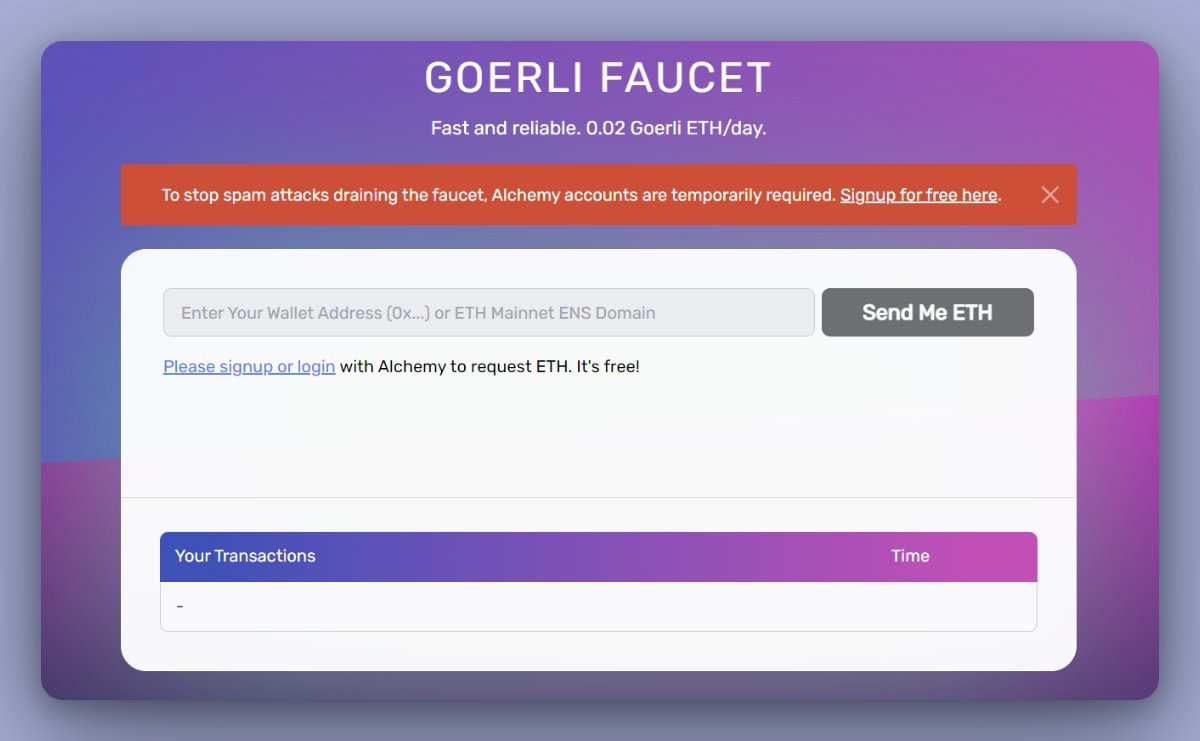 GOERLI FAUCET
Fast and reliable. 0.02 Goerli ETH/day.
To stop spam attacks draining the faucet, Alchemy accounts are temporarily required. Signup for free here.
Enter Your Wallet Address (0x...) or ETH Mainnet ENS Domain
Send Me ETH
Please signup or login with Alchemy to request ETH. It's free!
Your Transactions Time
-